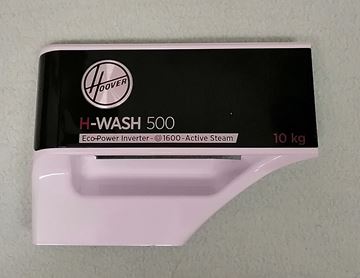 HOOVER
H-WASH 500
Eco-Power Inverter - @1600 - Active Steam
10 kg